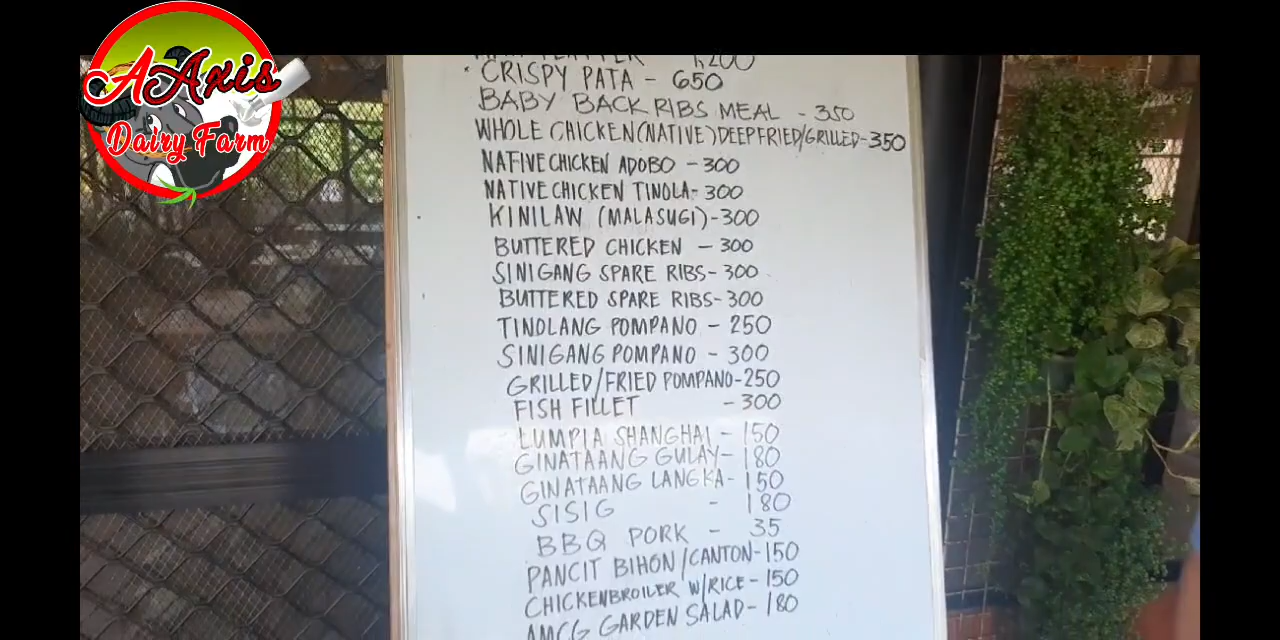 AAxis
Dairy Farm
1,200
CRISPY PATA - 650
BABY BACK RIBS MEAL - 350
WHOLE CHICKEN (NATIVE) DEEPFRIED/GRILLED-350
NATIVE CHICKEN ADOBO - 300
NATIVE CHICKEN TINOLA- 300
KINILAW (MALASUGI)-300
BUTTERED CHICKEN - 300
SINIGANG SPARE RIBS-300
BUTTERED SPARE RIBS-300
TINOLANG POMPANO - 250
SINIGANG POMPANO - 300
GRILLED/FRIED POMPANO-250
FISH FILLET - 300
LUMPIA SHANGHAI - 150
GINATAANG GULAY- 180
GINATAANG LANGKA- 150
SISIG - 180
BBQ PORK - 35
PANCIT BIHON/CANTON-150
CHICKENBROILER W/RICE-150
AMCG GARDEN SALAD- 180